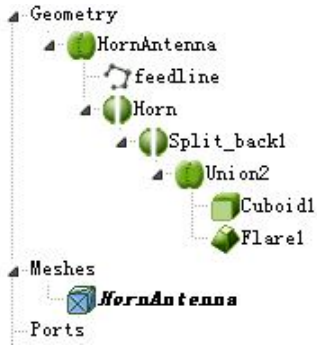 Geometry
HornAntenna
feedline
Horn
Split_back1
Union2
Cuboid1
Flare1
Meshes
HornAntenna
Ports